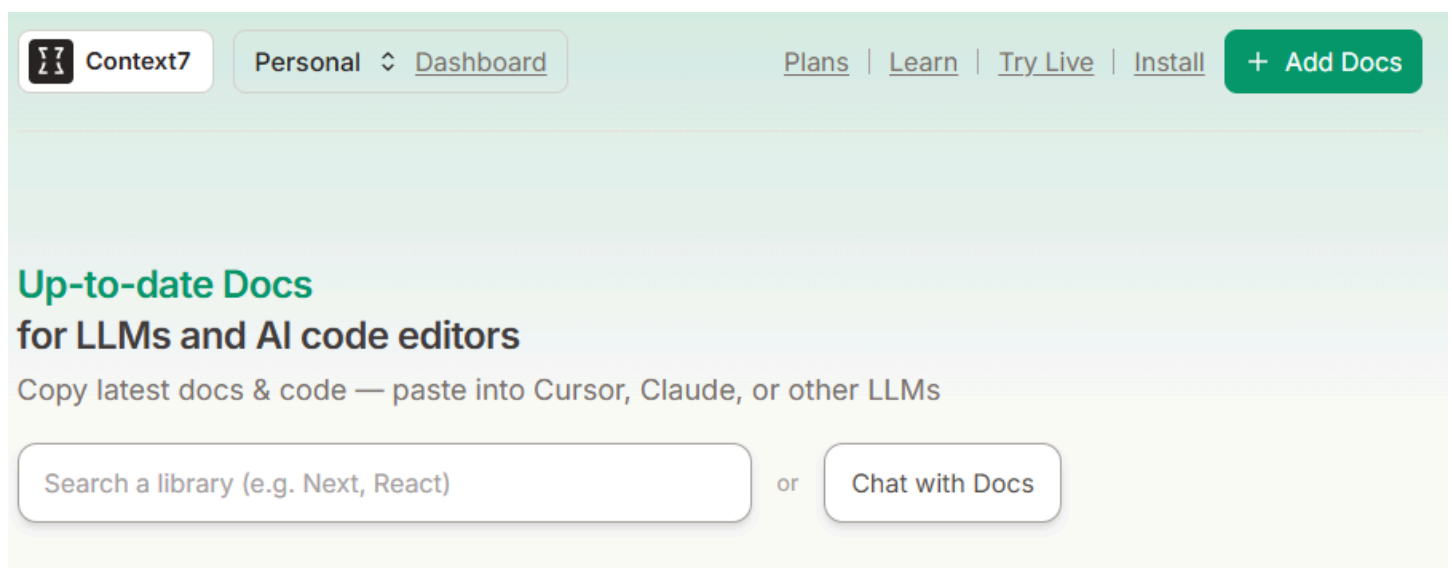 Context7
Personal Dashboard
Plans | Learn | Try Live | Install + Add Docs
Up-to-date Docs
for LLMs and AI code editors
Copy latest docs & code — paste into Cursor, Claude, or other LLMs
Search a library (e.g. Next, React) or Chat with Docs